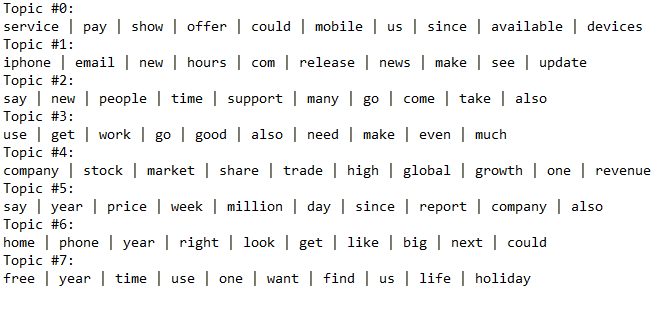 Topic #0:
service | pay | show | offer | could | mobile | us | since | available | devices
Topic #1:
iphone | email | new | hours | com | release | news | make | see | update
Topic #2:
say | new | people | time | support | many | go | come | take | also
Topic #3:
use | get | work | go | good | also | need | make | even | much
Topic #4:
company | stock | market | share | trade | high | global | growth | one | revenue
Topic #5:
say | year | price | week | million | day | since | report | company | also
Topic #6:
home | phone | year | right | look | get | like | big | next | could
Topic #7:
free | year | time | use | one | want | find | us | life | holiday